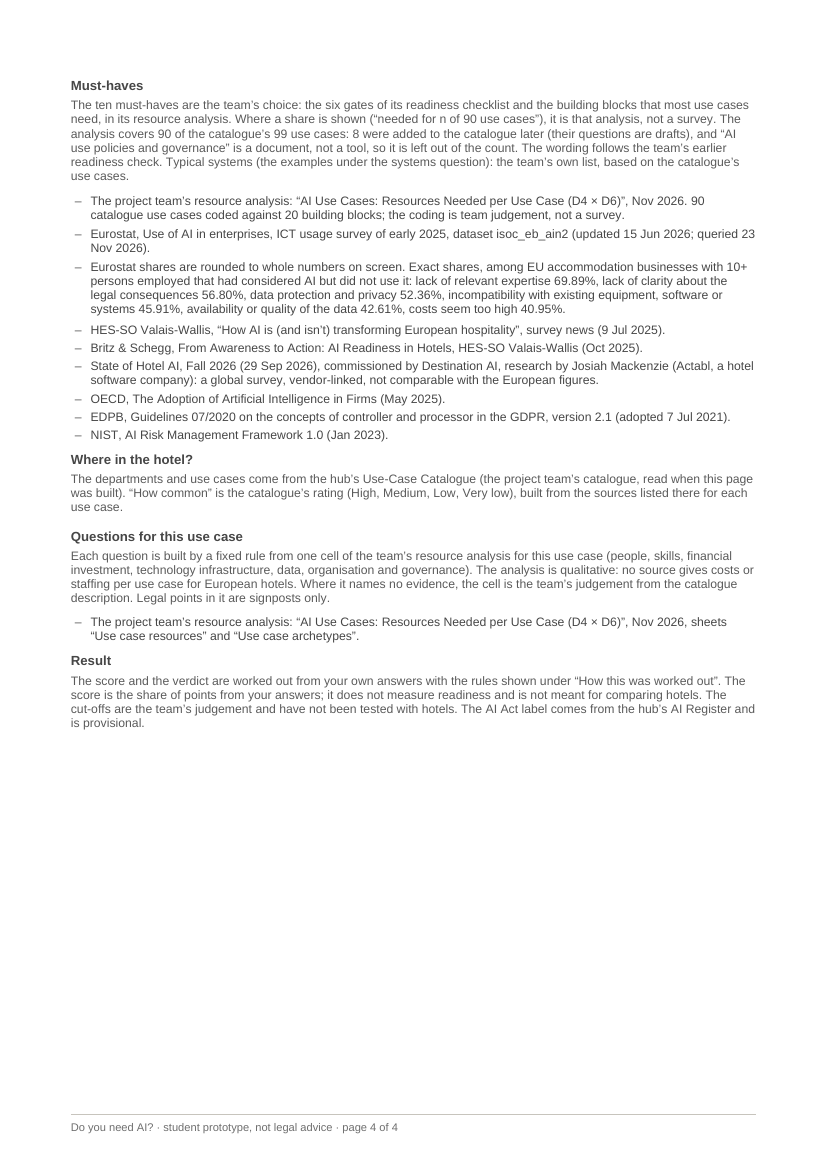 Must-haves
The ten must-haves are the team’s choice: the six gates of its readiness checklist and the building blocks that most use cases
need, in its resource analysis. Where a share is shown (“needed for n of 90 use cases”), it is that analysis, not a survey. The
analysis covers 90 of the catalogue’s 99 use cases: 8 were added to the catalogue later (their questions are drafts), and “AI
use policies and governance” is a document, not a tool, so it is left out of the count. The wording follows the team’s earlier
readiness check. Typical systems (the examples under the systems question): the team’s own list, based on the catalogue’s
use cases.
– The project team’s resource analysis: “AI Use Cases: Resources Needed per Use Case (D4 × D6)”, Nov 2026. 90
catalogue use cases coded against 20 building blocks; the coding is team judgement, not a survey.
– Eurostat, Use of AI in enterprises, ICT usage survey of early 2025, dataset isoc_eb_ain2 (updated 15 Jun 2026; queried 23
Nov 2026).
– Eurostat shares are rounded to whole numbers on screen. Exact shares, among EU accommodation businesses with 10+
persons employed that had considered AI but did not use it: lack of relevant expertise 69.89%, lack of clarity about the
legal consequences 56.80%, data protection and privacy 52.36%, incompatibility with existing equipment, software or
systems 45.91%, availability or quality of the data 42.61%, costs seem too high 40.95%.
– HES-SO Valais-Wallis, “How AI is (and isn’t) transforming European hospitality”, survey news (9 Jul 2025).
– Britz & Schegg, From Awareness to Action: AI Readiness in Hotels, HES-SO Valais-Wallis (Oct 2025).
– State of Hotel AI, Fall 2026 (29 Sep 2026), commissioned by Destination AI, research by Josiah Mackenzie (Actabl, a hotel
software company): a global survey, vendor-linked, not comparable with the European figures.
– OECD, The Adoption of Artificial Intelligence in Firms (May 2025).
– EDPB, Guidelines 07/2020 on the concepts of controller and processor in the GDPR, version 2.1 (adopted 7 Jul 2021).
– NIST, AI Risk Management Framework 1.0 (Jan 2023).
Where in the hotel?
The departments and use cases come from the hub’s Use-Case Catalogue (the project team’s catalogue, read when this page
was built). “How common” is the catalogue’s rating (High, Medium, Low, Very low), built from the sources listed there for each
use case.
Questions for this use case
Each question is built by a fixed rule from one cell of the team’s resource analysis for this use case (people, skills, financial
investment, technology infrastructure, data, organisation and governance). The analysis is qualitative: no source gives costs or
staffing per use case for European hotels. Where it names no evidence, the cell is the team’s judgement from the catalogue
description. Legal points in it are signposts only.
– The project team’s resource analysis: “AI Use Cases: Resources Needed per Use Case (D4 × D6)”, Nov 2026, sheets
“Use case resources” and “Use case archetypes”.
Result
The score and the verdict are worked out from your own answers with the rules shown under “How this was worked out”. The
score is the share of points from your answers; it does not measure readiness and is not meant for comparing hotels. The
cut-offs are the team’s judgement and have not been tested with hotels. The AI Act label comes from the hub’s AI Register and
is provisional.
Do you need AI? · student prototype, not legal advice · page 4 of 4